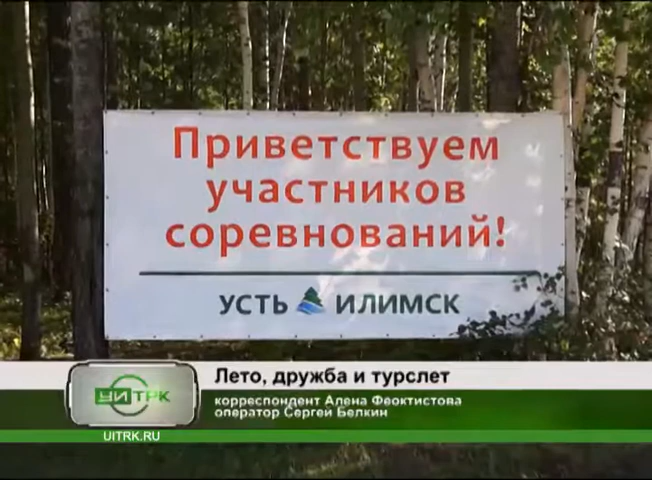 Приветствуем
участников
соревнований!
УСТЬ ИЛИМСК
Лето, дружба и турслет
УИТРК
корреспондент Алена Феоктистова
оператор Сергей Белкин
UITRK.RU